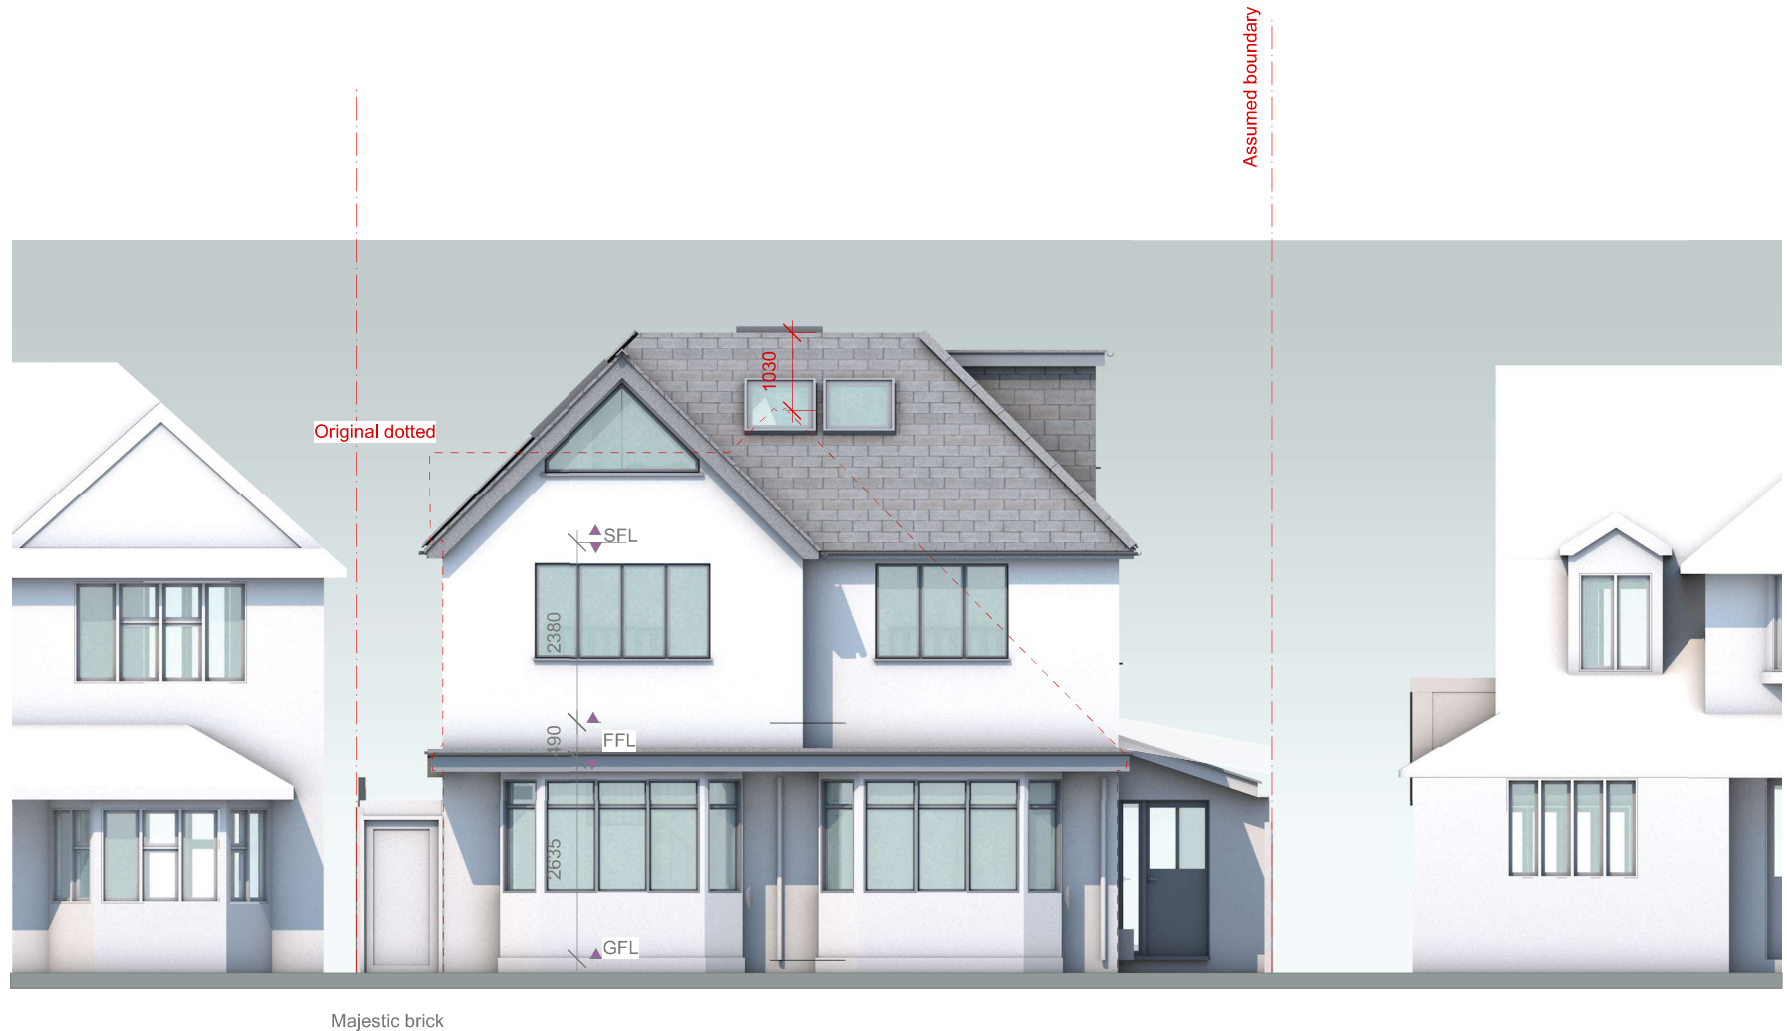 Assumed boundary
1030
Original dotted
SFL
2380
490
FFL
2635
GFL
Majestic brick